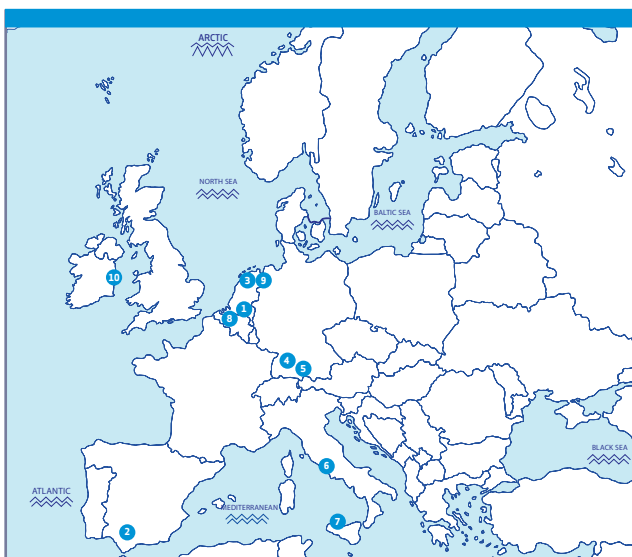 ARCTIC
NORTH SEA
BALTIC SEA
10
3 9
1
8
4
5
BLACK SEA
6
ATLANTIC
MEDITERRANEAN
7
2